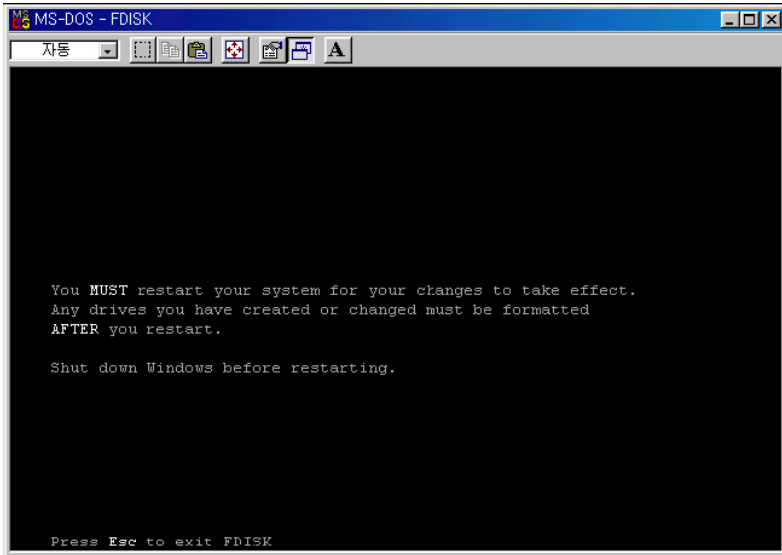 MS-DOS - FDISK
자동
A
You MUST restart your system for your changes to take effect.
Any drives you have created or changed must be formatted
AFTER you restart.
Shut down Windows before restarting.
Press Esc to exit FDISK